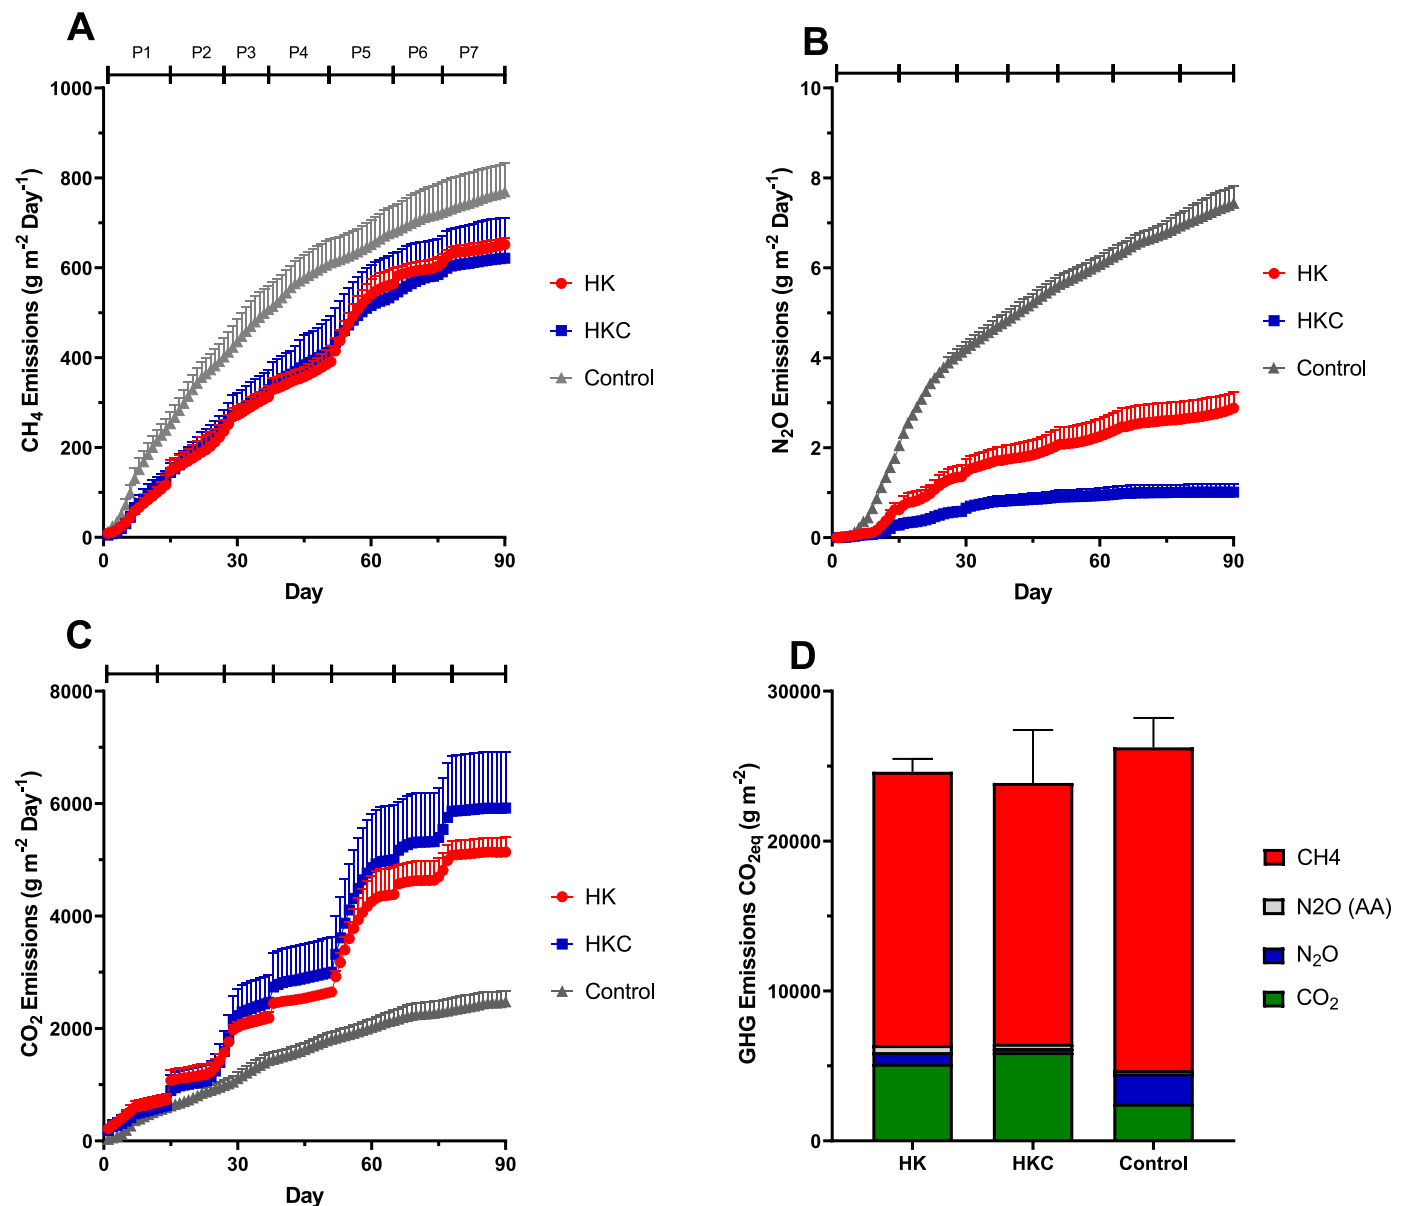 A
P1 P2 P3 P4 P5 P6 P7
1000
800
600
400
200
0
0 30 60 90
Day
CH4 Emissions (g m-2 Day-1)
HK
HKC
Control
B
10
8
6
4
2
0
0 30 60 90
Day
N2O Emissions (g m-2 Day-1)
HK
HKC
Control
C
8000
6000
4000
2000
0
0 30 60 90
Day
CO2 Emissions (g m-2 Day-1)
HK
HKC
Control
D
30000
20000
10000
0
HK HKC Control
GHG Emissions CO2eq (g m-2)
CH4
N2O (AA)
N2O
CO2